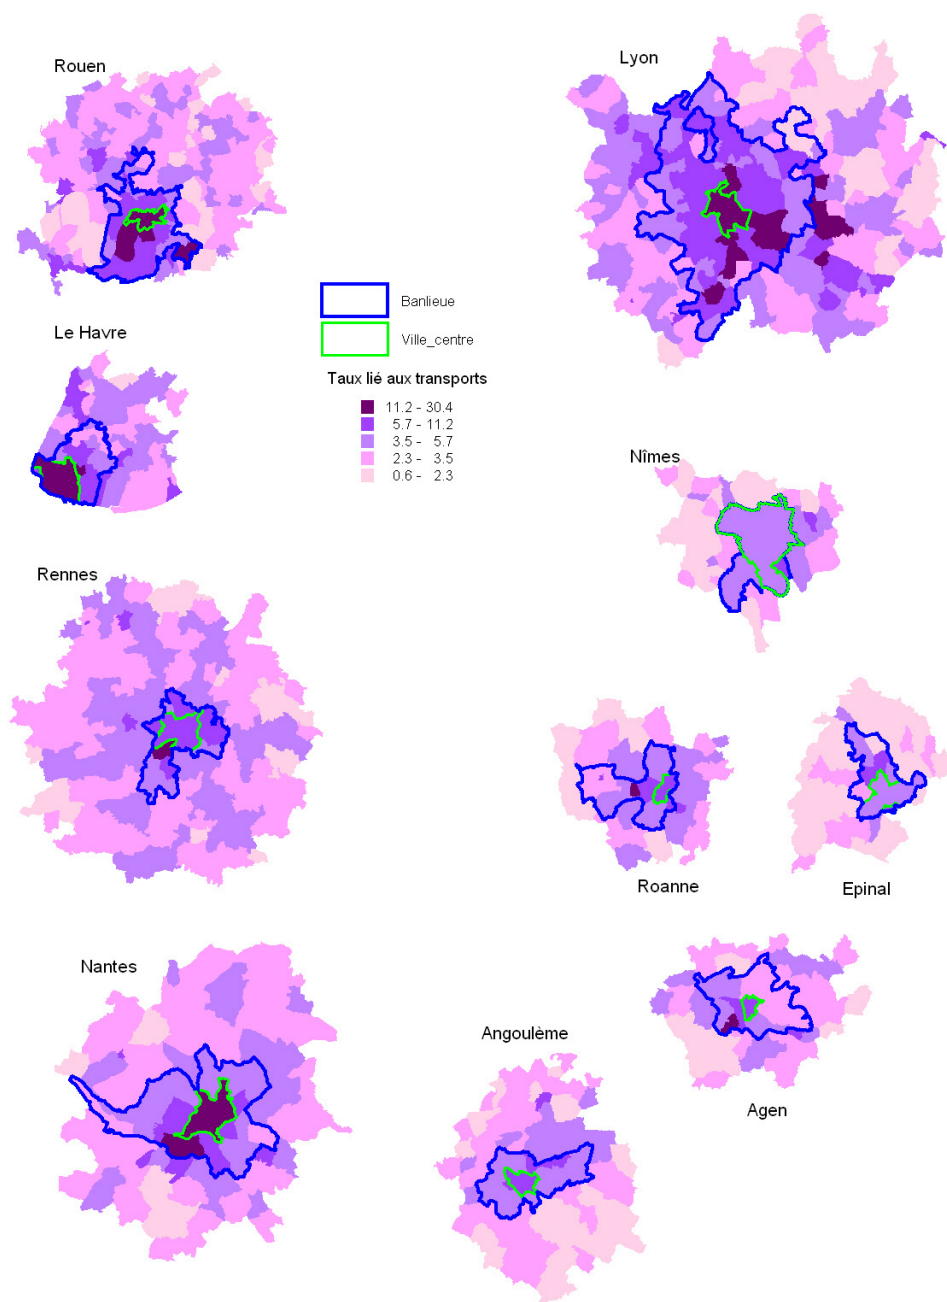 Rouen
Lyon
Banlieue
Ville_centre
Le Havre
Taux lié aux transports
11.2 - 30.4
5.7 - 11.2
3.5 - 5.7
2.3 - 3.5
0.6 - 2.3
Nîmes
Rennes
Roanne
Epinal
Nantes
Angoulème
Agen